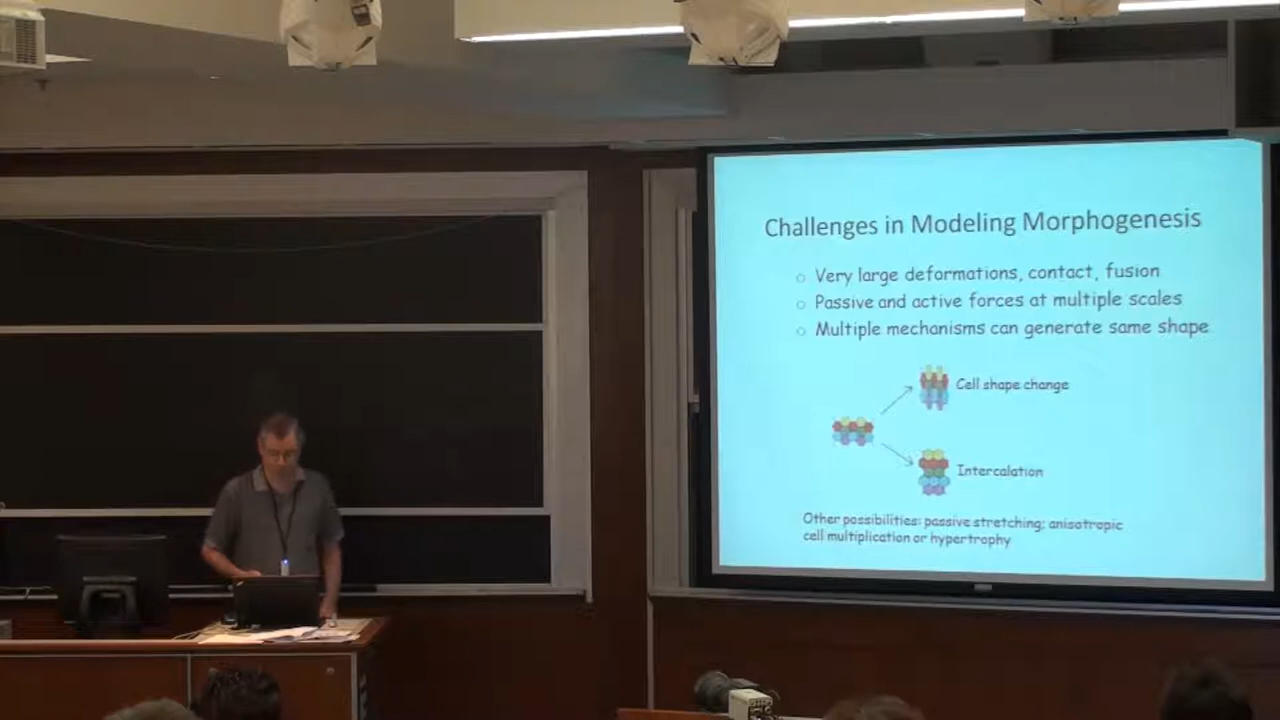 Challenges in Modeling Morphogenesis
Very large deformations, contact, fusion
Passive and active forces at multiple scales
Multiple mechanisms can generate same shape
Cell shape change
Intercalation
Other possibilities: passive stretching; anisotropic
cell multiplication or hypertrophy